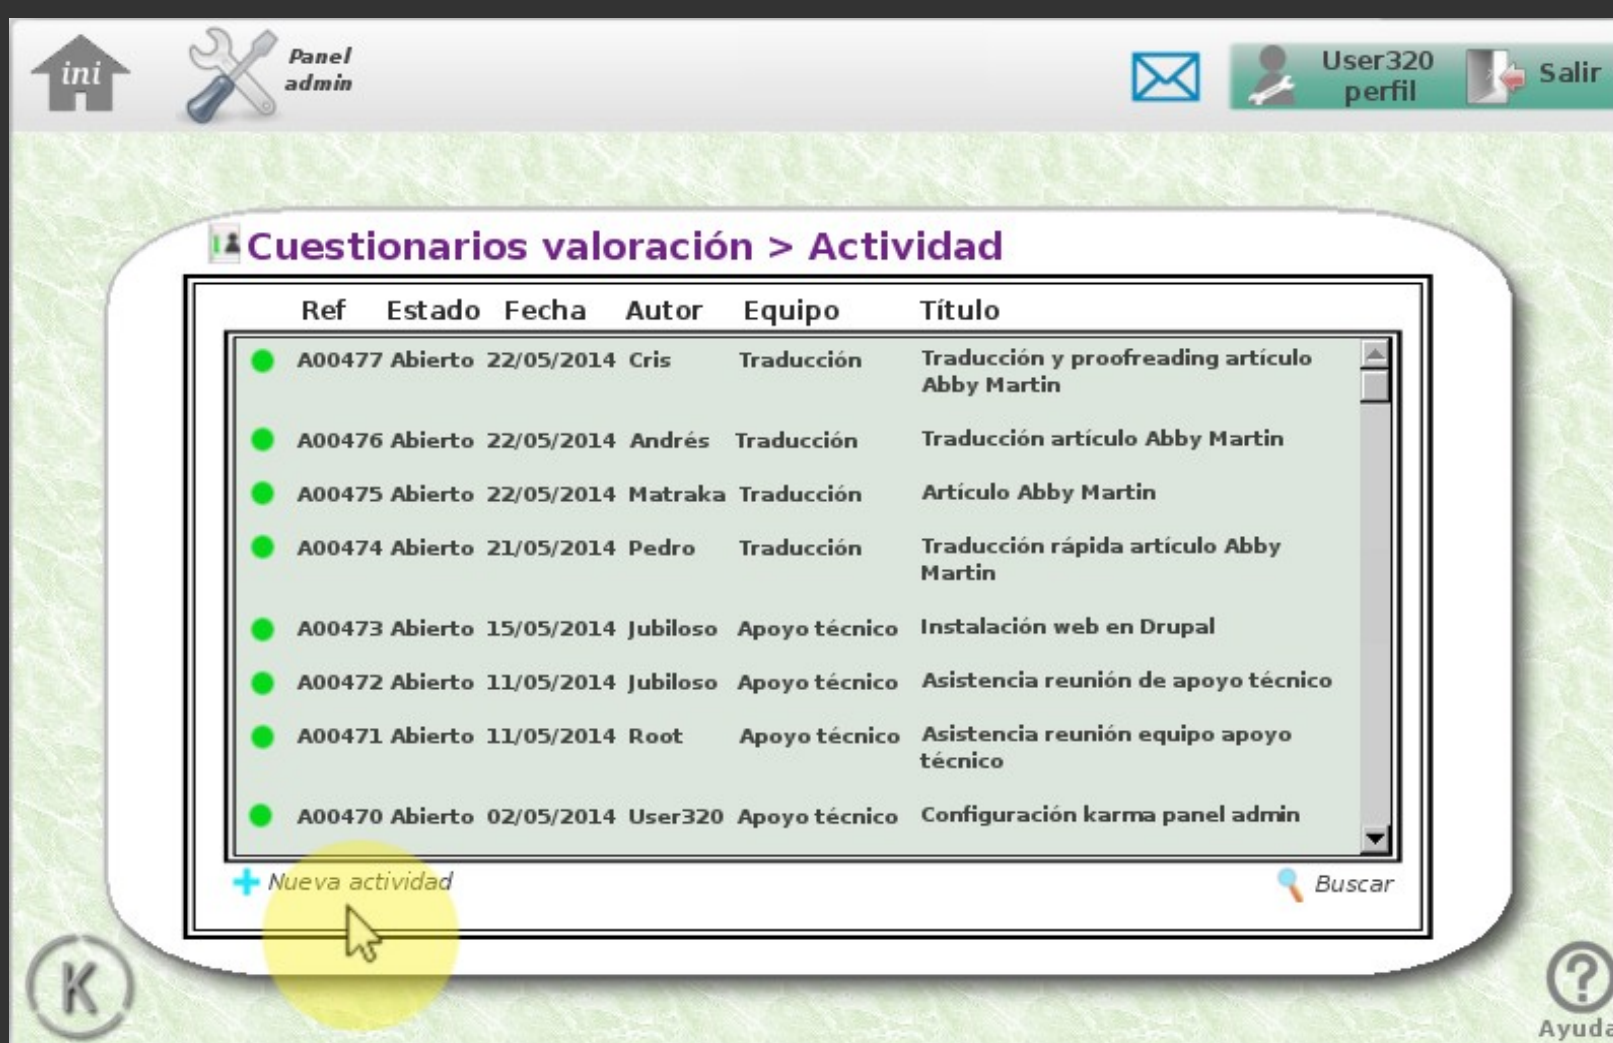 ini
Panel
admin
User320
perfil
Salir
Cuestionarios valoración > Actividad
Ref Estado Fecha Autor Equipo Título
A00477 Abierto 22/05/2014 Cris Traducción Traducción y proofreading artículo
Abby Martin
A00476 Abierto 22/05/2014 Andrés Traducción Traducción artículo Abby Martin
A00475 Abierto 22/05/2014 Matraka Traducción Artículo Abby Martin
A00474 Abierto 21/05/2014 Pedro Traducción Traducción rápida artículo Abby
Martin
A00473 Abierto 15/05/2014 Jubiloso Apoyo técnico Instalación web en Drupal
A00472 Abierto 11/05/2014 Jubiloso Apoyo técnico Asistencia reunión de apoyo técnico
A00471 Abierto 11/05/2014 Root Apoyo técnico Asistencia reunión equipo apoyo
técnico
A00470 Abierto 02/05/2014 User320 Apoyo técnico Configuración karma panel admin
Nueva actividad
Buscar
K
?
Ayuda